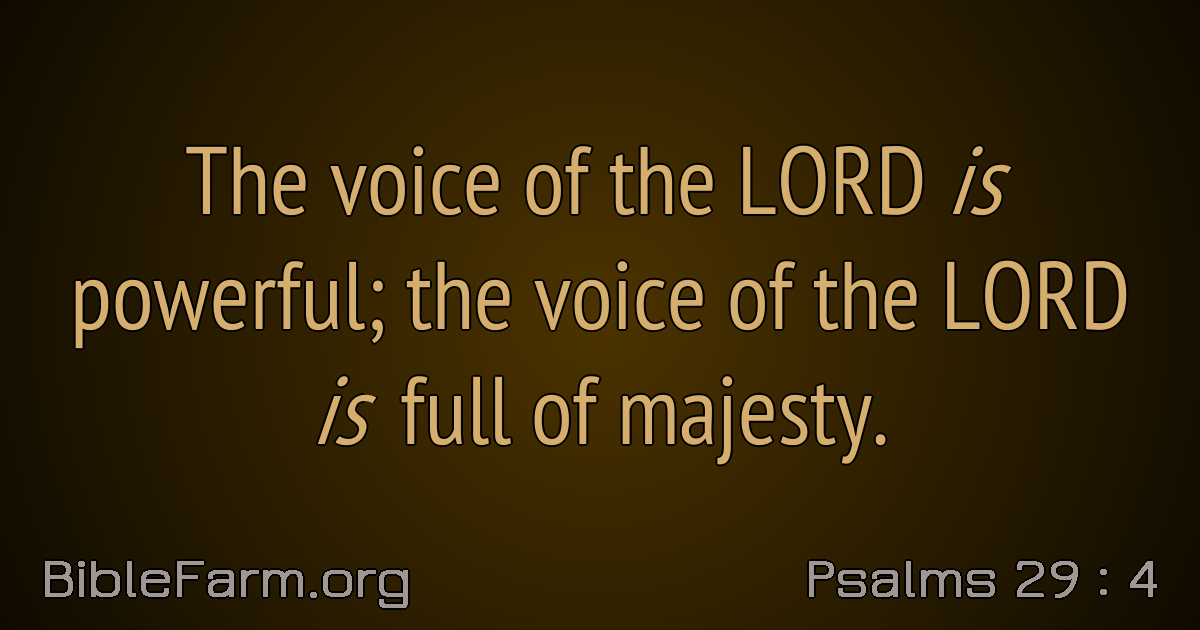 The voice of the LORD is
powerful; the voice of the LORD
is full of majesty.
BibleFarm.org
Psalms 29 : 4